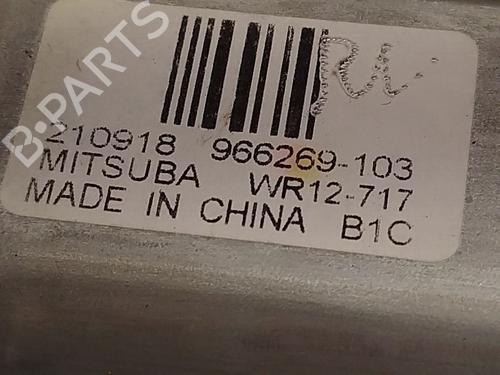 B-PARTS
210918 966269-103
MITSUBA WR12-717
MADE IN CHINA B1C